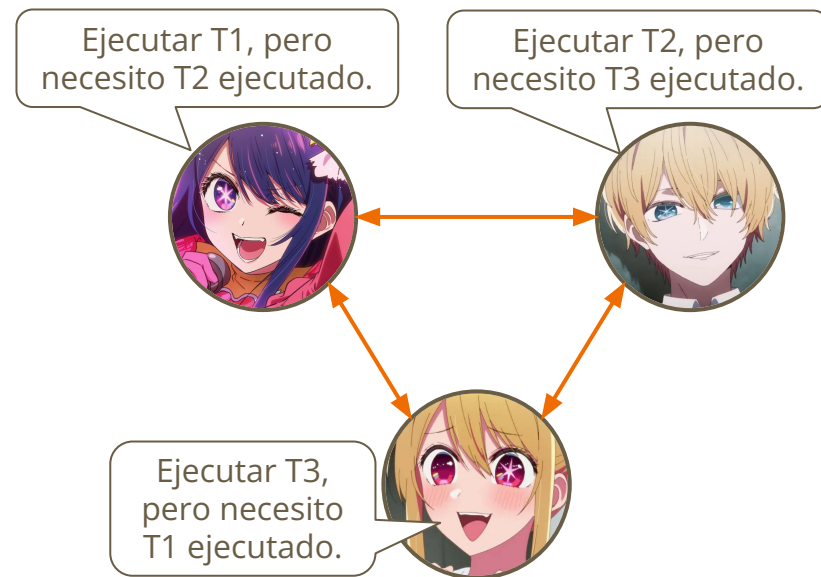 Ejecutar T1, pero
necesito T2 ejecutado.
Ejecutar T2, pero
necesito T3 ejecutado.
Ejecutar T3,
pero necesito
T1 ejecutado.